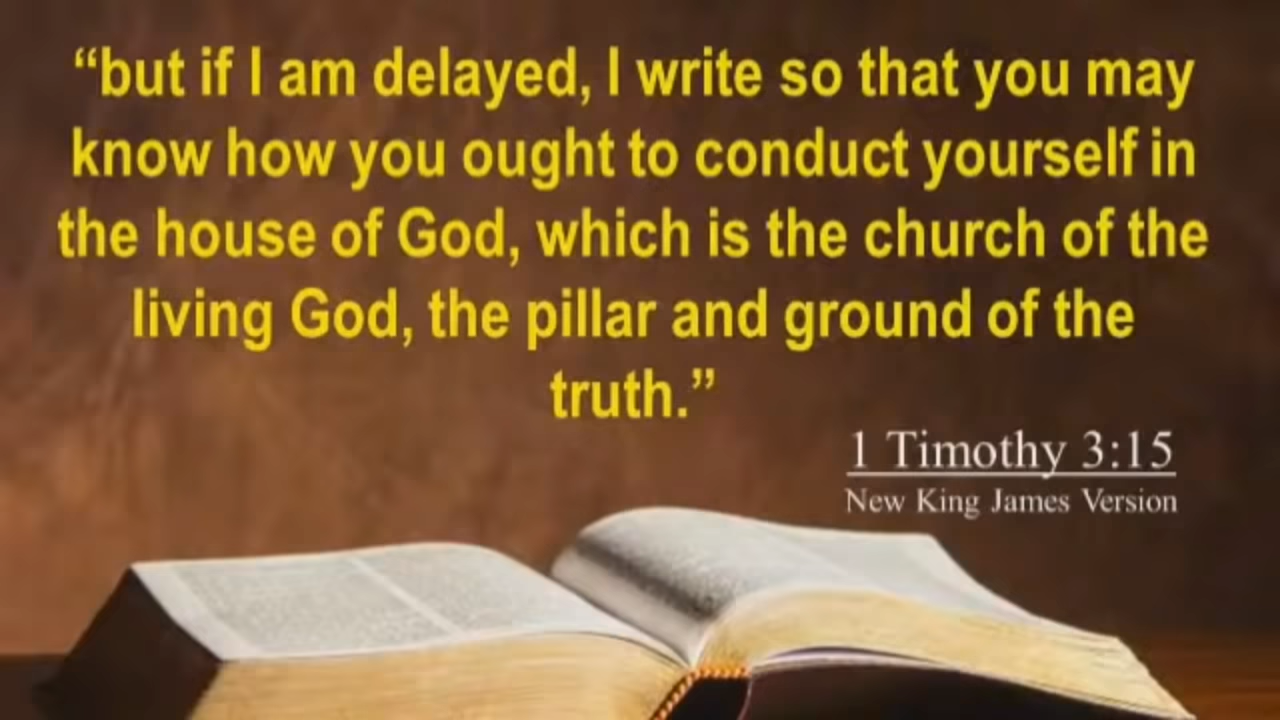 “but if I am delayed, I write so that you may
know how you ought to conduct yourself in
the house of God, which is the church of the
living God, the pillar and ground of the
truth.”
1 Timothy 3:15
New King James Version